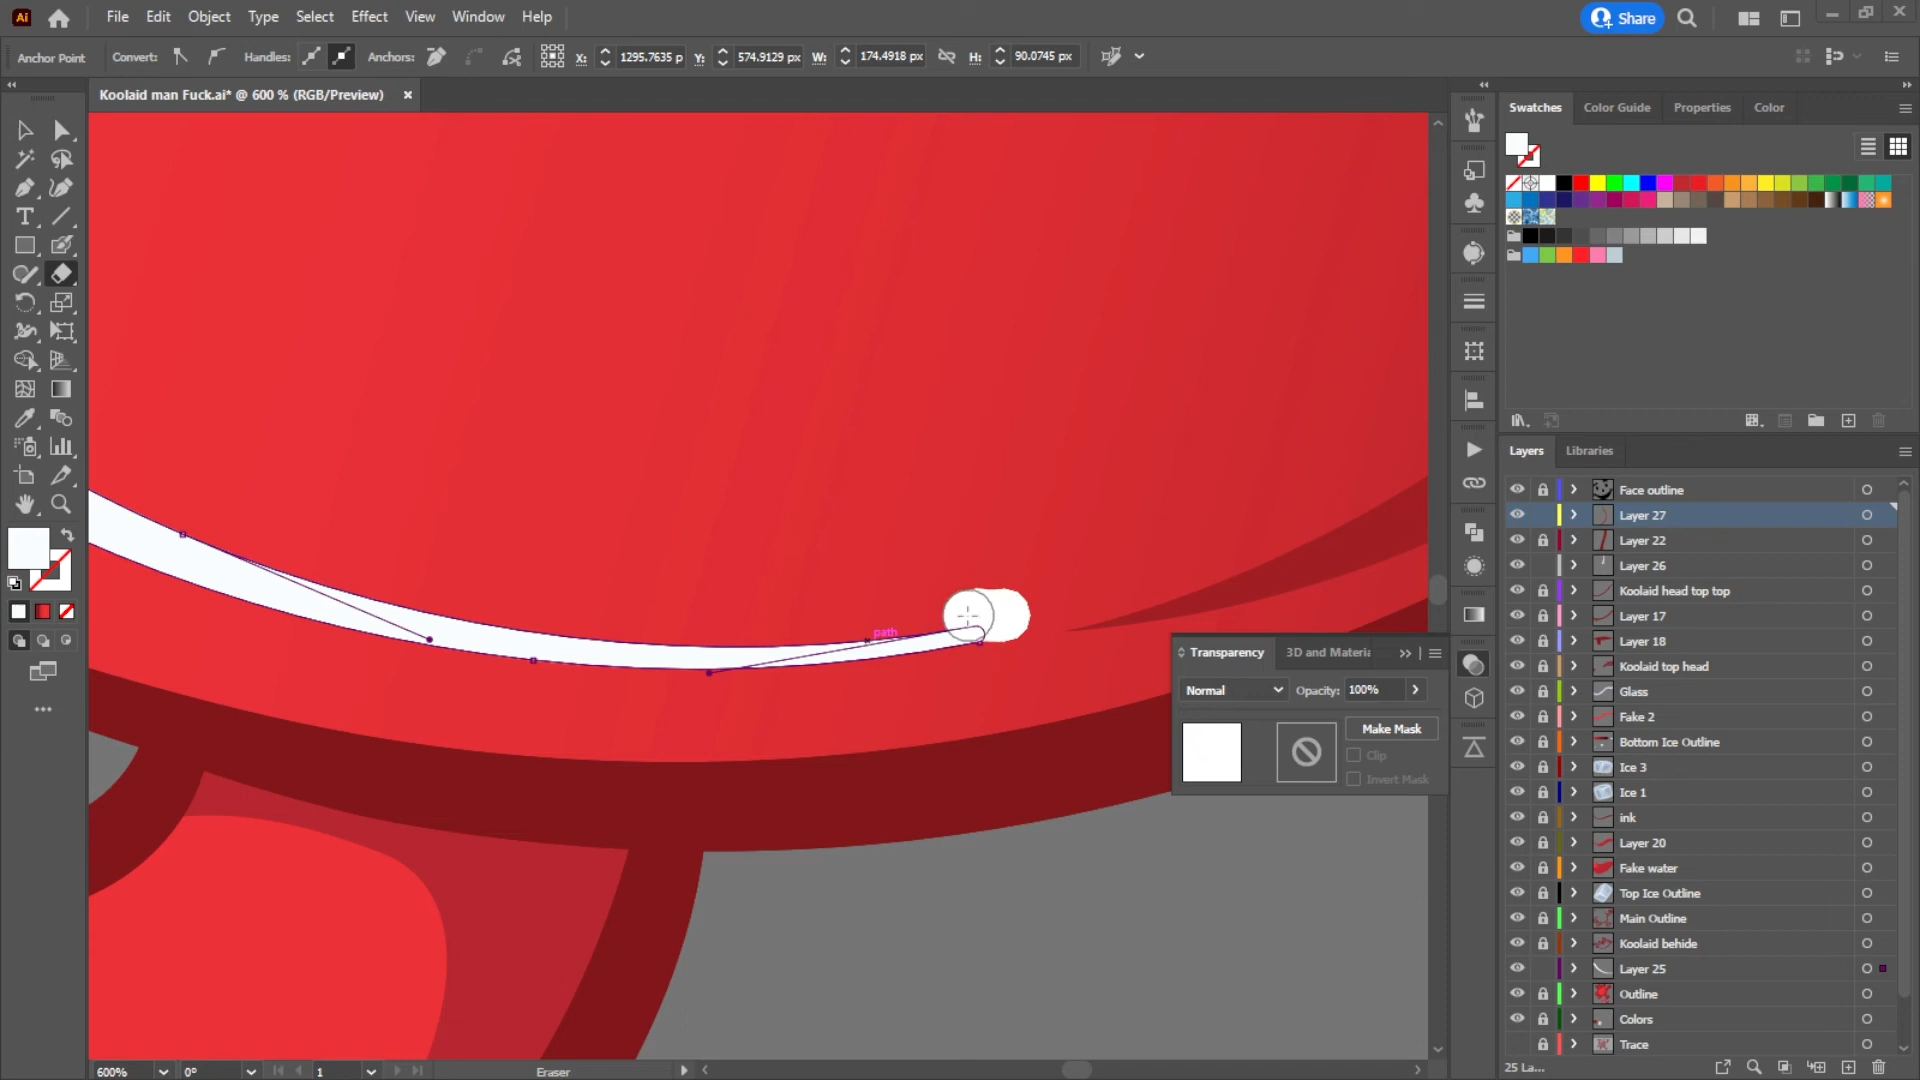 Ai File Edit Object Type Select Effect View Window Help Share
Anchor Point Convert: Handles: Anchors: X: 1295.7635 p Y: 574.9129 px W: 174.4918 px H: 90.0745 px
Koolaid man Fuck.ai* @ 600 % (RGB/Preview) ×
Swatches Color Guide Properties Color
path
Layers Libraries
Face outline
Layer 27
Layer 22
Layer 26
Koolaid head top top
Layer 17
Layer 18
Koolaid top head
Glass
Fake 2
Bottom Ice Outline
Ice 3
Ice 1
ink
Layer 20
Fake water
Top Ice Outline
Main Outline
Koolaid behide
Layer 25
Outline
Colors
Trace
Transparency 3D and Materia
Normal Opacity: 100%
Make Mask
Clip
Invert Mask
600% 0° 1 Eraser
25 La...